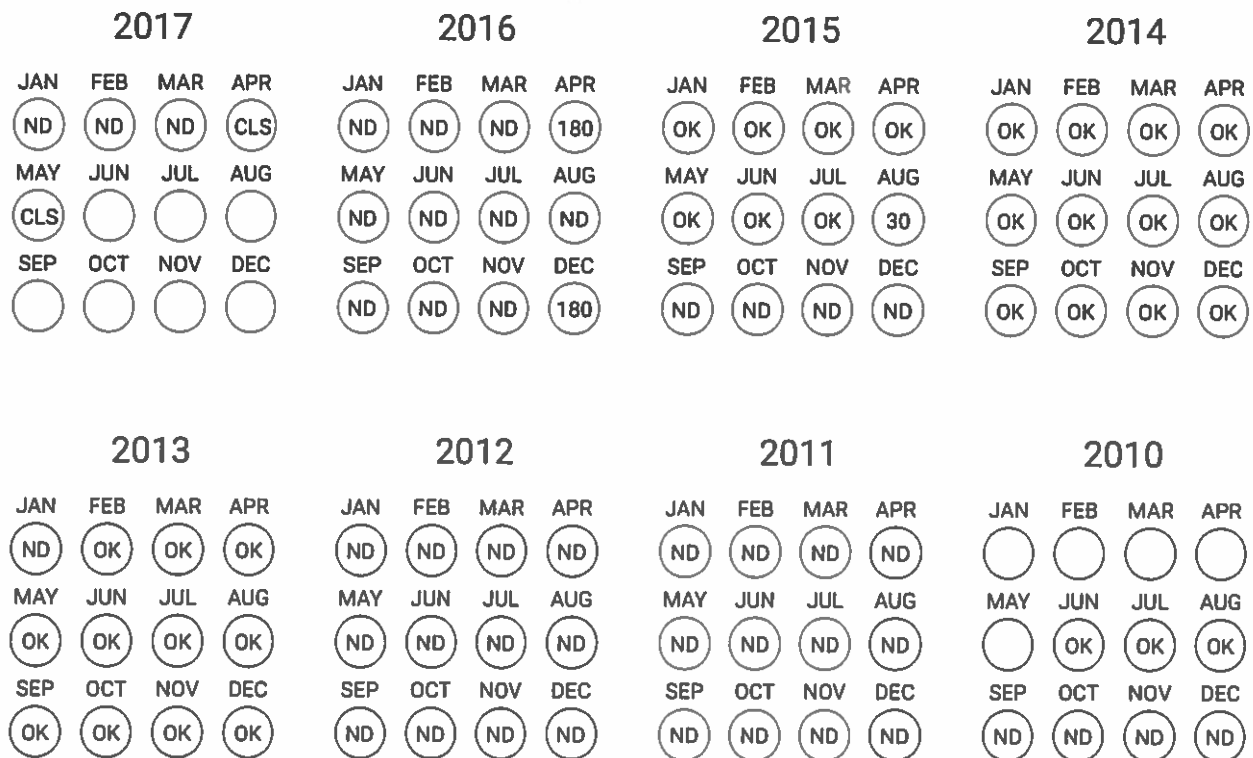 2017 2016 2015 2014
JAN FEB MAR APR JAN FEB MAR APR JAN FEB MAR APR JAN FEB MAR APR
ND ND ND CLS ND ND ND 180 OK OK OK OK OK OK OK OK
MAY JUN JUL AUG MAY JUN JUL AUG MAY JUN JUL AUG MAY JUN JUL AUG
CLS ND ND ND ND OK OK OK 30 OK OK OK OK
SEP OCT NOV DEC SEP OCT NOV DEC SEP OCT NOV DEC SEP OCT NOV DEC
ND ND ND 180 ND ND ND ND OK OK OK OK
2013 2012 2011 2010
JAN FEB MAR APR JAN FEB MAR APR JAN FEB MAR APR JAN FEB MAR APR
ND OK OK OK ND ND ND ND ND ND ND ND
MAY JUN JUL AUG MAY JUN JUL AUG MAY JUN JUL AUG MAY JUN JUL AUG
OK OK OK OK ND ND ND ND ND ND ND ND OK OK OK
SEP OCT NOV DEC SEP OCT NOV DEC SEP OCT NOV DEC SEP OCT NOV DEC
OK OK OK OK ND ND ND ND ND ND ND ND ND ND ND ND